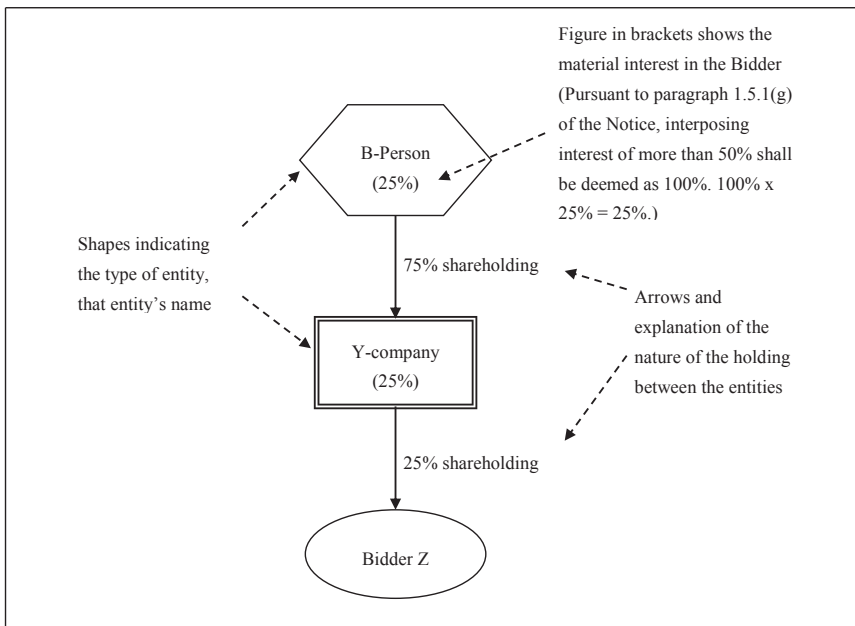 Figure in brackets shows the
material interest in the Bidder
(Pursuant to paragraph 1.5.1(g)
of the Notice, interposing
interest of more than 50% shall
be deemed as 100%. 100% x
25% = 25%.)
B-Person
(25%)
Shapes indicating
the type of entity,
that entity’s name
75% shareholding
Arrows and
explanation of the
nature of the holding
between the entities
Y-company
(25%)
25% shareholding
Bidder Z